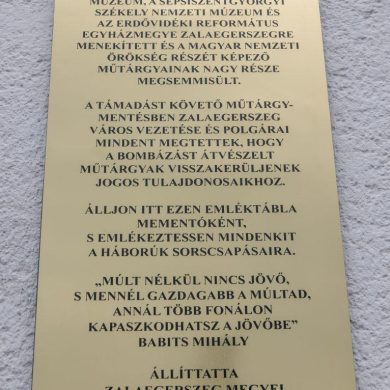 MÚZEUM, A SEPSISZENTGYÖRGYI
SZÉKELY NEMZETI MÚZEUM ÉS
AZ ERDŐVIDÉKI REFORMÁTUS
EGYHÁZMEGYE ZALAEGERSZEGRE
MENEKÍTETT ÉS A MAGYAR NEMZETI
ÖRÖKSÉG RÉSZÉT KÉPEZŐ
MŰTÁRGYAINAK NAGY RÉSZE
MEGSEMMISÜLT.
A TÁMADÁST KÖVETŐ MŰTÁRGY-
MENTÉSBEN ZALAEGERSZEG
VÁROS VEZETÉSE ÉS POLGÁRAI
MINDENT MEGTETTEK, HOGY
A BOMBÁZÁST ÁTVÉSZELT
MŰTÁRGYAK VISSZAKERÜLJENEK
JOGOS TULAJDONOSAIKHOZ.
ÁLLJON ITT EZEN EMLÉKTÁBLA
MEMENTÓKÉNT,
S EMLÉKEZTESSEN MINDENKIT
A HÁBORÚK SORSCSAPÁSAIRA.
„MÚLT NÉLKÜL NINCS JÖVŐ,
S MENNÉL GAZDAGABB A MÚLTAD,
ANNÁL TÖBB FONÁLON
KAPASZKODHATSZ A JÖVŐBE”
BABITS MIHÁLY
ÁLLÍTTATTA
ZALAEGERSZEG MEGYEI